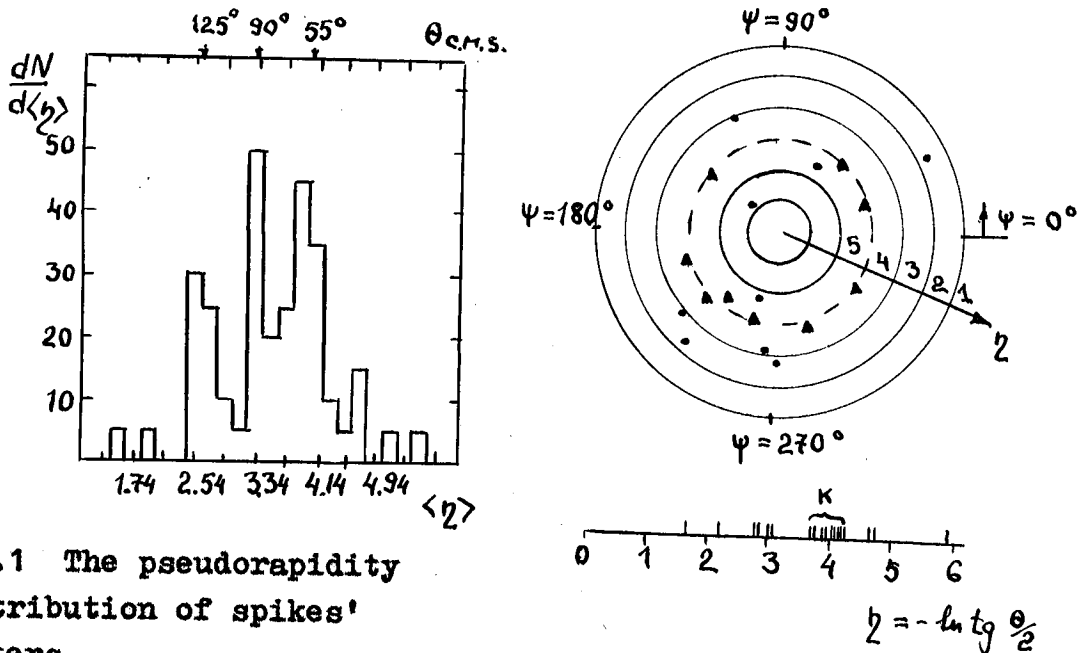 125° 90° 55° θ c.m.s.
dN
d⟨η⟩
50
40
30
20
10
1.74 2.54 3.34 4.14 4.94
⟨η⟩
.1 The pseudorapidity
tribution of spikes'
ψ = 90°
ψ = 180°
ψ = 0°
5 4 3 2 1
η
ψ = 270°
K
0 1 2 3 4 5 6
η = - ln tg θ/2